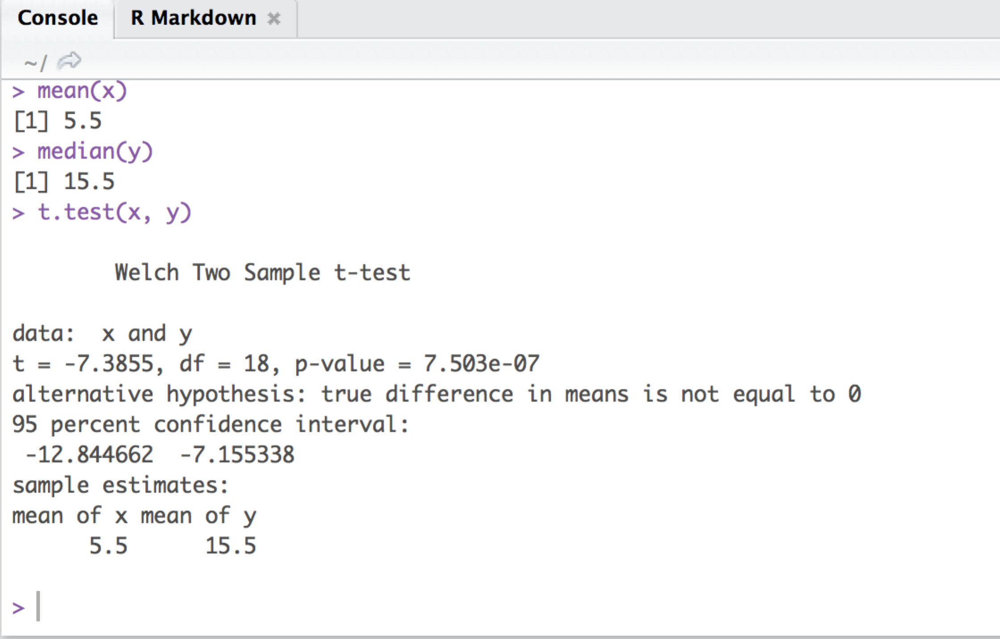 Console R Markdown
~/
> mean(x)
[1] 5.5
> median(y)
[1] 15.5
> t.test(x, y)
Welch Two Sample t-test
data:  x and y
t = -7.3855, df = 18, p-value = 7.503e-07
alternative hypothesis: true difference in means is not equal to 0
95 percent confidence interval:
-12.844662  -7.155338
sample estimates:
mean of x mean of y
5.5      15.5
>